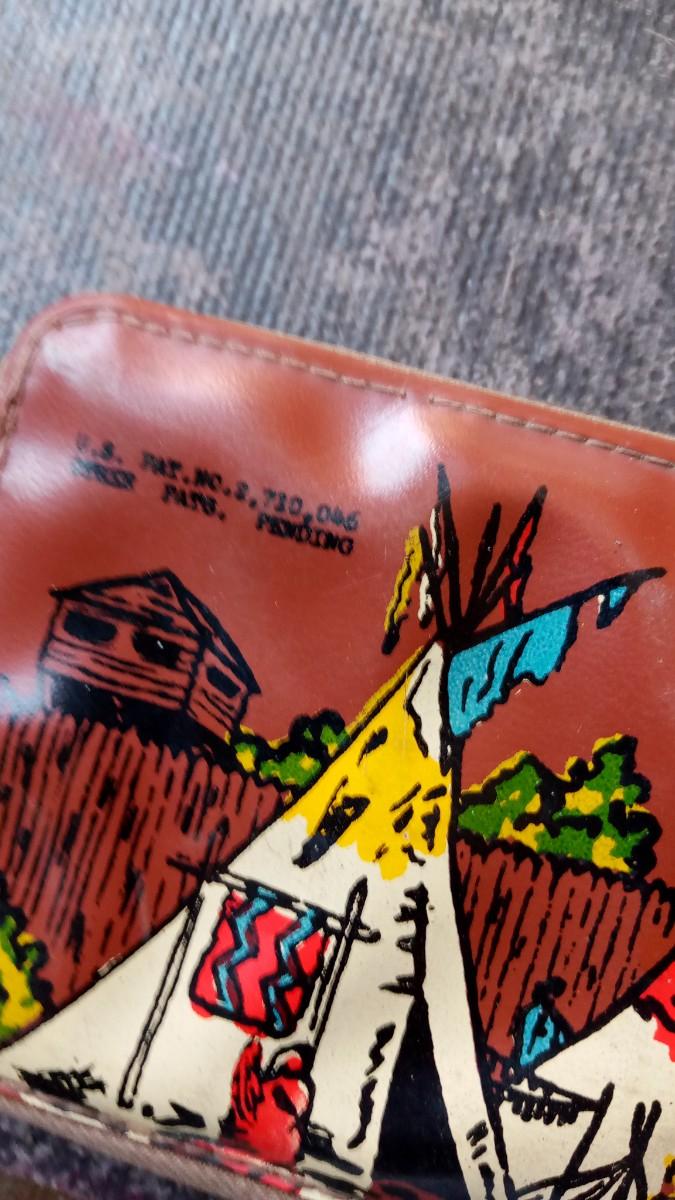 U.S. PAT.NO.2,710,046
OTHER PATS. PENDING